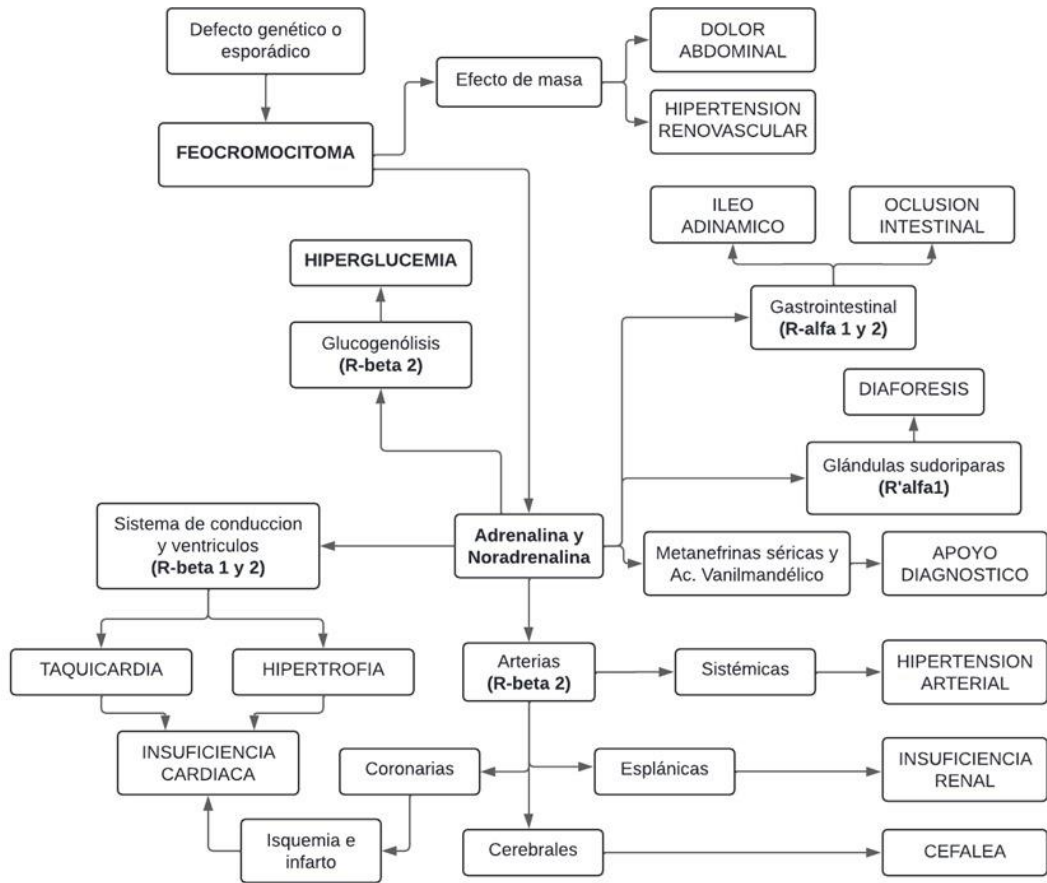 Defecto genético o
esporádico
FEOCROMOCITOMA
Efecto de masa
DOLOR
ABDOMINAL
HIPERTENSION
RENOVASCULAR
ILEO
ADINAMICO
OCLUSION
INTESTINAL
HIPERGLUCEMIA
Gastrointestinal
(R-alfa 1 y 2)
Glucogenólisis
(R-beta 2)
DIAFORESIS
Glándulas sudoriparas
(R'alfa1)
Sistema de conduccion
y ventriculos
(R-beta 1 y 2)
Adrenalina y
Noradrenalina
Metanefrinas séricas y
Ac. Vanilmandélico
APOYO
DIAGNOSTICO
TAQUICARDIA
HIPERTROFIA
Arterias
(R-beta 2)
Sistémicas
HIPERTENSION
ARTERIAL
INSUFICIENCIA
CARDIACA
Coronarias
Esplánicas
INSUFICIENCIA
RENAL
Isquemia e
infarto
Cerebrales
CEFALEA